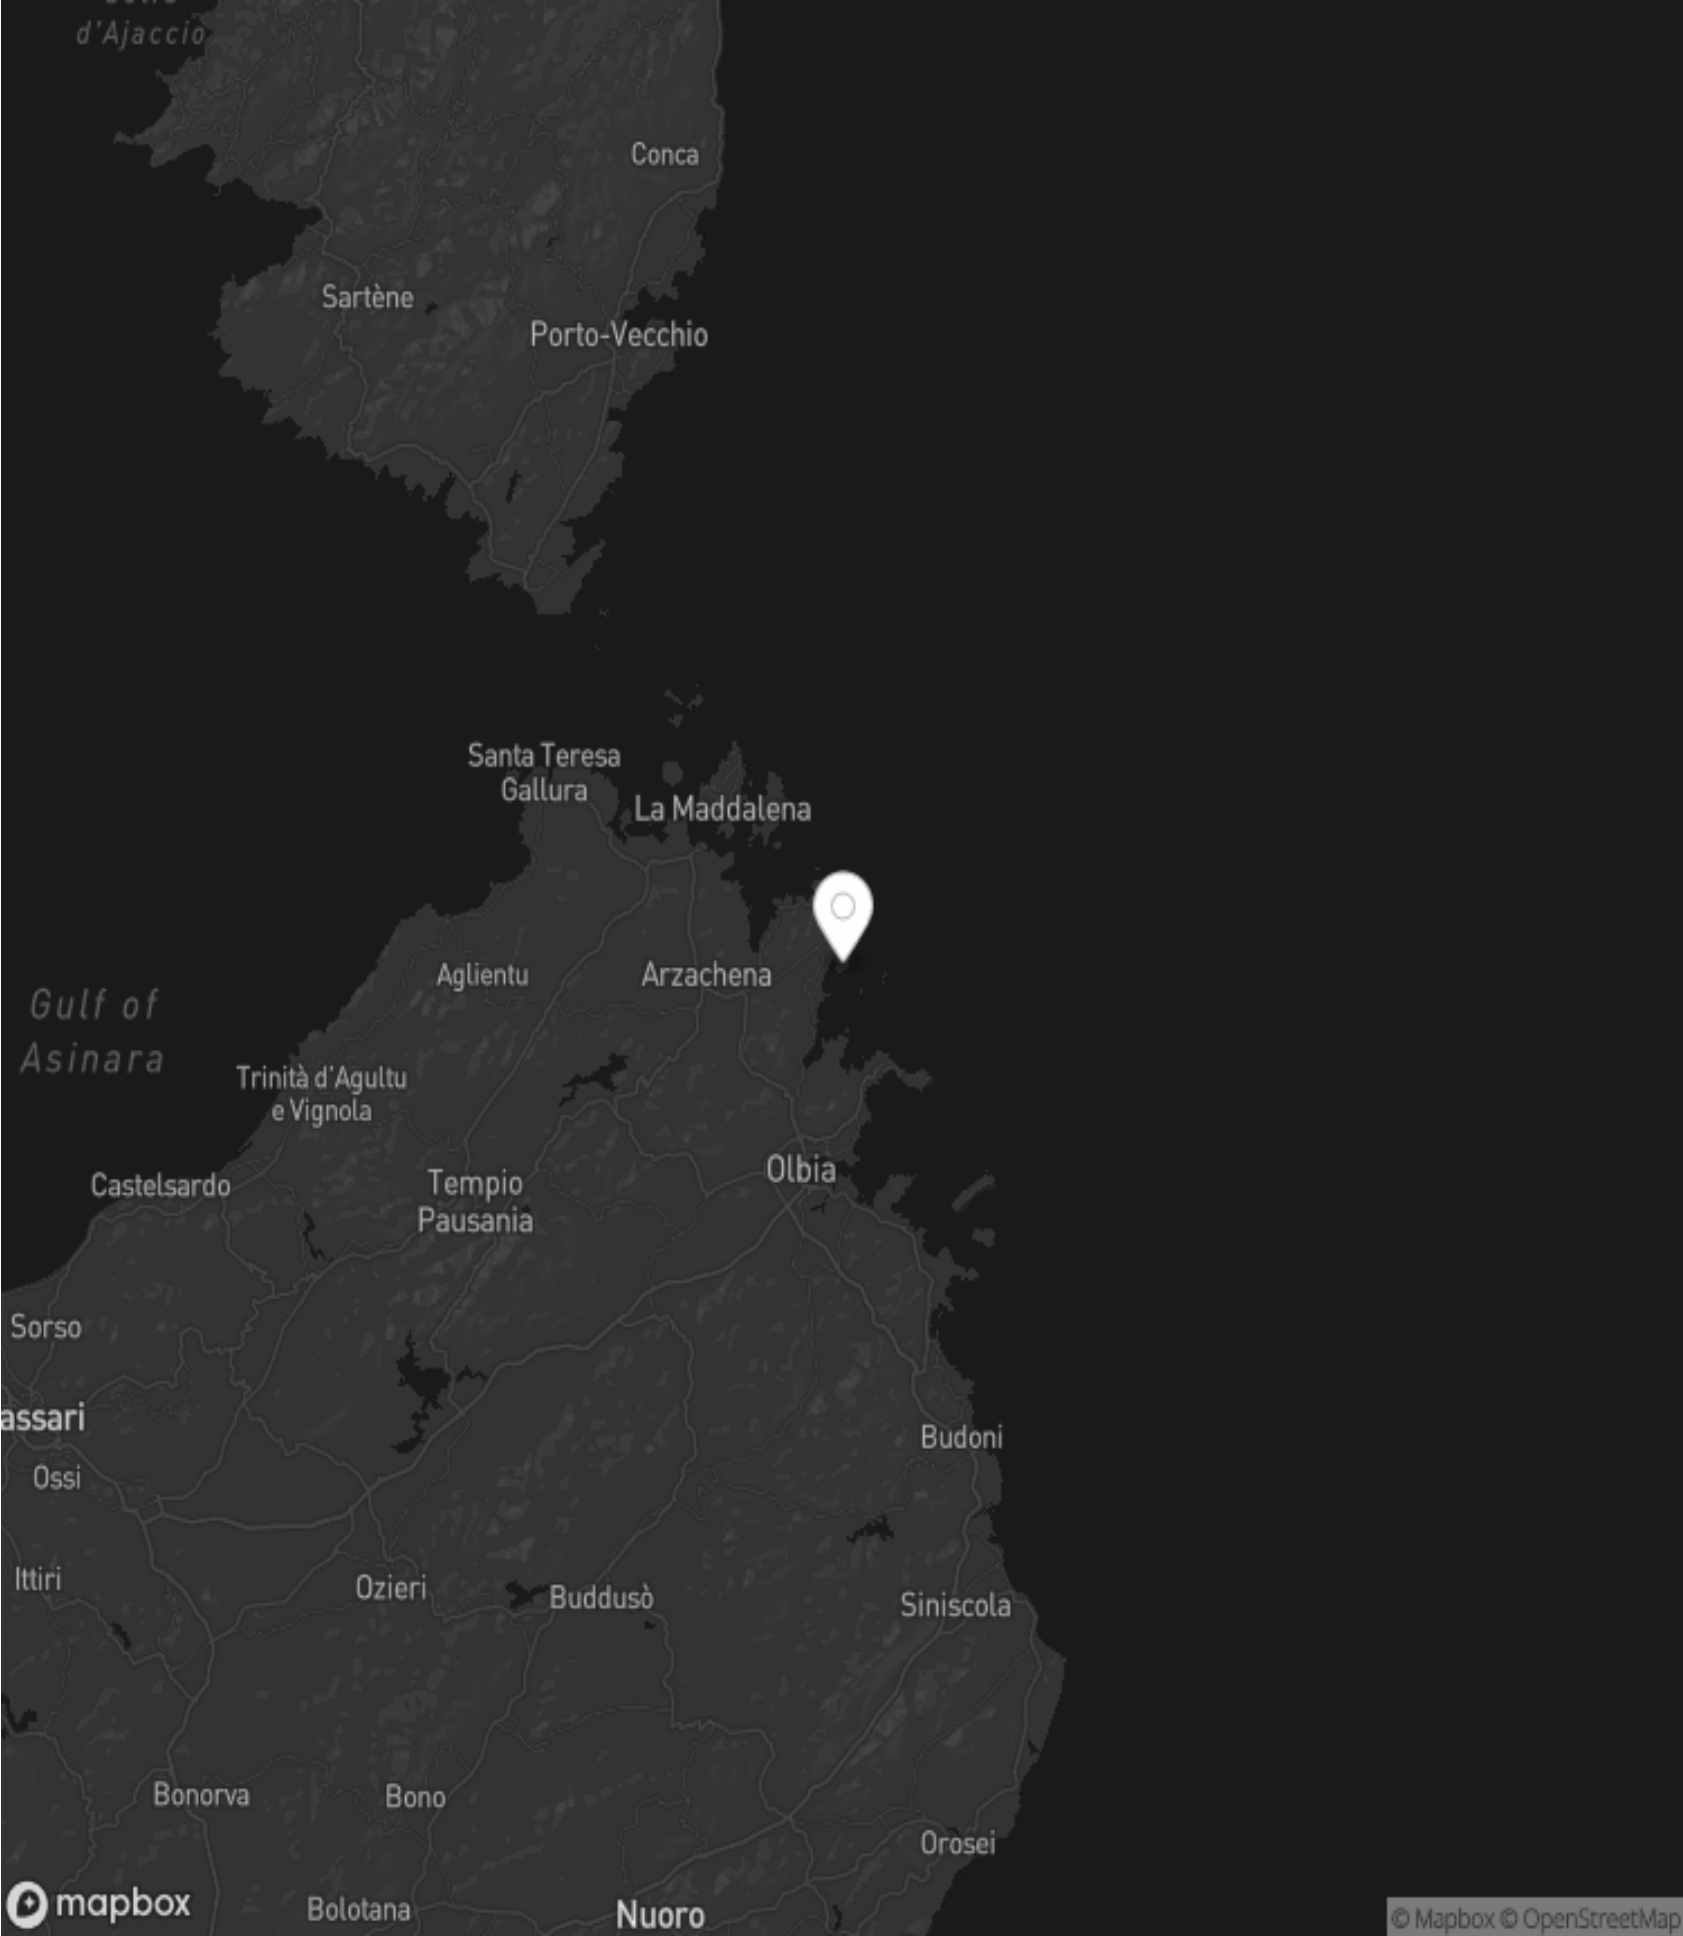 d'Ajaccio
Conca
Sartène
Porto-Vecchio
Santa Teresa
Gallura
La Maddalena
Aglientu
Arzachena
Gulf of
Asinara
Trinità d'Agultu
e Vignola
Olbia
Castelsardo
Tempio
Pausania
Sorso
assari
Budoni
Ossi
Ittiri
Ozieri
Buddusò
Siniscola
Bonorva
Bono
Orosei
mapbox
Bolotana
Nuoro
© Mapbox © OpenStreetMap